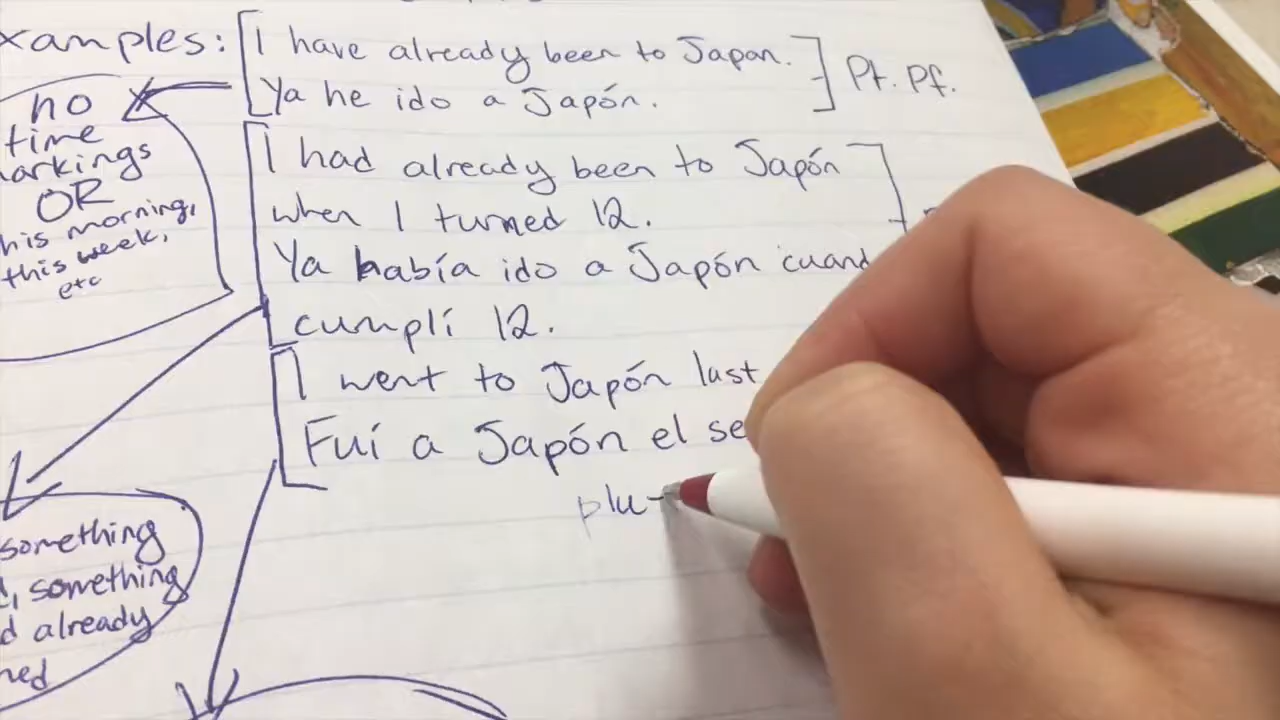 xamples:
I have already been to Japan.
Ya he ido a Japón.
Pt. Pf.
no
time
arkings
OR
his morning,
this week,
etc
I had already been to Japón
when I turned 12.
Ya había ido a Japón cuand
cumplí 12.
I went to Japón last
Fuí a Japón el se
plu
something
, something
d already
ned